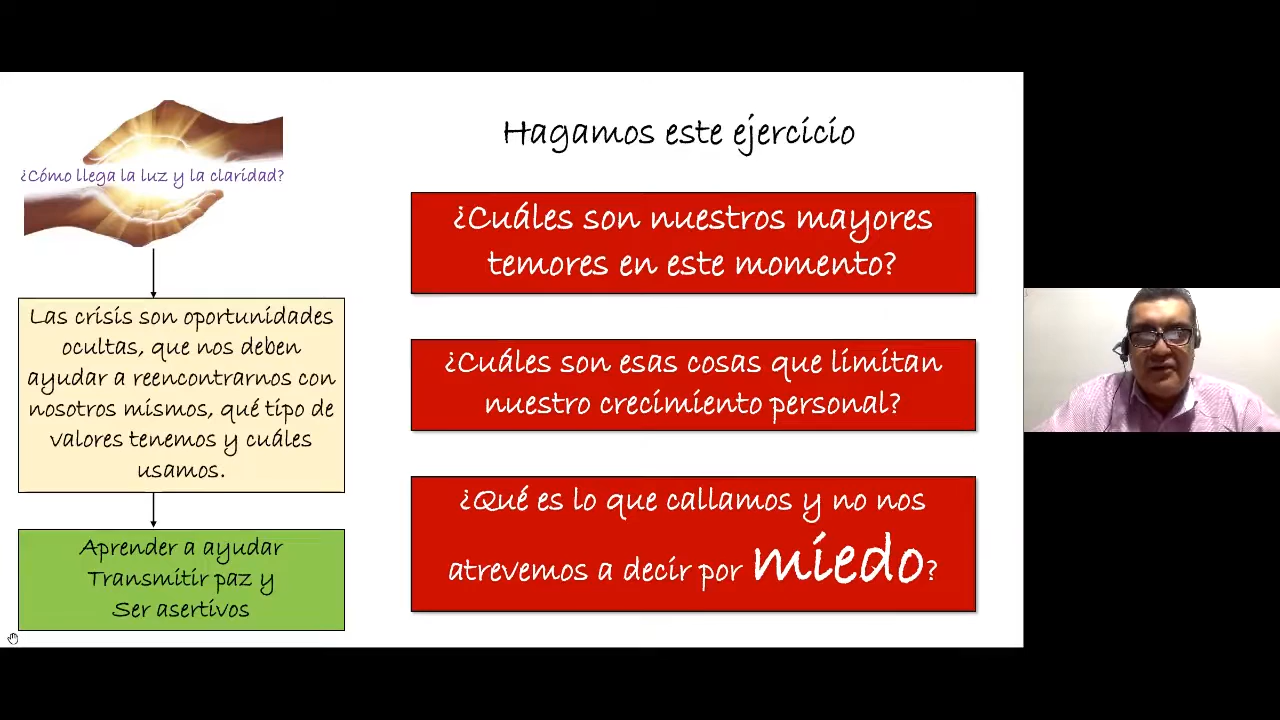 ¿Cómo llega la luz y la claridad?
Las crisis son oportunidades
ocultas, que nos deben
ayudar a reencontrarnos con
nosotros mismos, qué tipo de
valores tenemos y cuáles
usamos.
Aprender a ayudar
Transmitir paz y
Ser asertivos
Hagamos este ejercicio
¿Cuáles son nuestros mayores
temores en este momento?
¿Cuáles son esas cosas que limitan
nuestro crecimiento personal?
¿Qué es lo que callamos y no nos
atrevemos a decir por miedo?